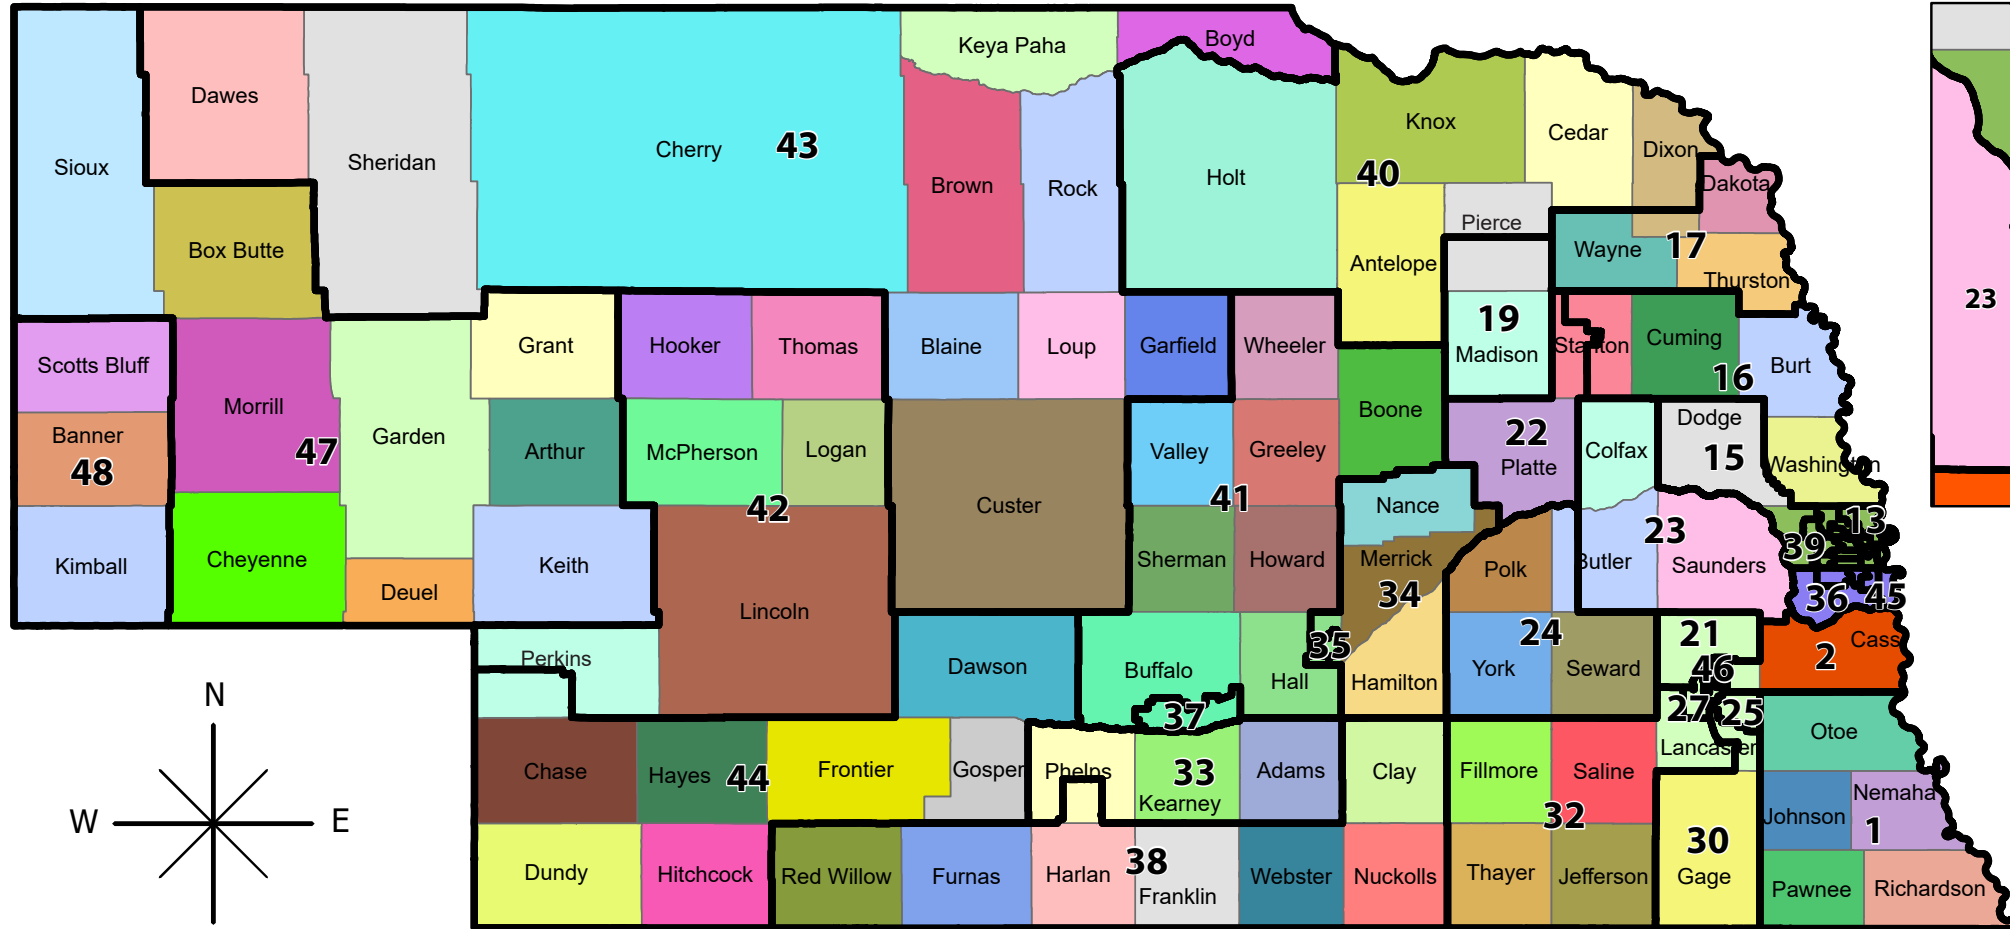 Boyd
Keya Paha
Dawes
Knox
Cedar
Cherry
43
Dixon
Sioux
Sheridan
Holt
40
Brown
Rock
Dakota
Pierce
Box Butte
Wayne
17
Antelope
Thurston
23
19
Grant
Hooker
Thomas
Blaine
Loup
Garfield
Wheeler
Madison
Stanton
Cuming
Scotts Bluff
Burt
16
Morrill
Boone
Dodge
Banner
Garden
22
47
Arthur
McPherson
Logan
Valley
Greeley
Colfax
15
48
Platte
Washington
41
42
Custer
Nance
13
23
39
Cheyenne
Sherman
Howard
Merrick
Kimball
Keith
Polk
Butler
Saunders
Deuel
34
36
45
Lincoln
24
21
35
Cass
2
Perkins
Dawson
Buffalo
York
Seward
46
Hall
Hamilton
N
37
27
25
Otoe
Lancaster
Chase
Hayes
44
Frontier
Gosper
Phelps
33
Adams
Clay
Fillmore
Saline
Kearney
Nemaha
W
E
32
Johnson
1
30
38
Dundy
Hitchcock
Red Willow
Furnas
Harlan
Franklin
Webster
Nuckolls
Thayer
Jefferson
Gage
Pawnee
Richardson
S